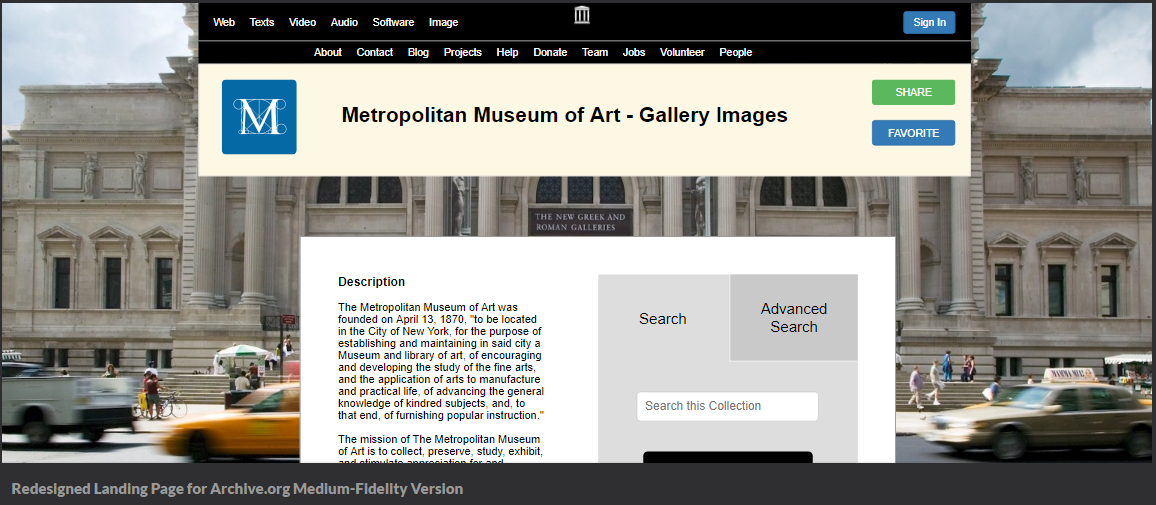 Web Texts Video Audio Software Image
Sign In
About Contact Blog Projects Help Donate Team Jobs Volunteer People
M
Metropolitan Museum of Art - Gallery Images
SHARE
FAVORITE
THE NEW GREEK AND
ROMAN GALLERIES
Description
The Metropolitan Museum of Art was
founded on April 13, 1870, "to be located
in the City of New York, for the purpose of
establishing and maintaining in said city a
Museum and library of art, of encouraging
and developing the study of the fine arts,
and the application of arts to manufacture
and practical life, of advancing the general
knowledge of kindred subjects, and, to
that end, of furnishing popular instruction."
The mission of The Metropolitan Museum
of Art is to collect, preserve, study, exhibit,
and stimulate appreciation for and
Search
Advanced
Search
Search this Collection
MAMMA MIA!
Redesigned Landing Page for Archive.org Medium-Fidelity Version